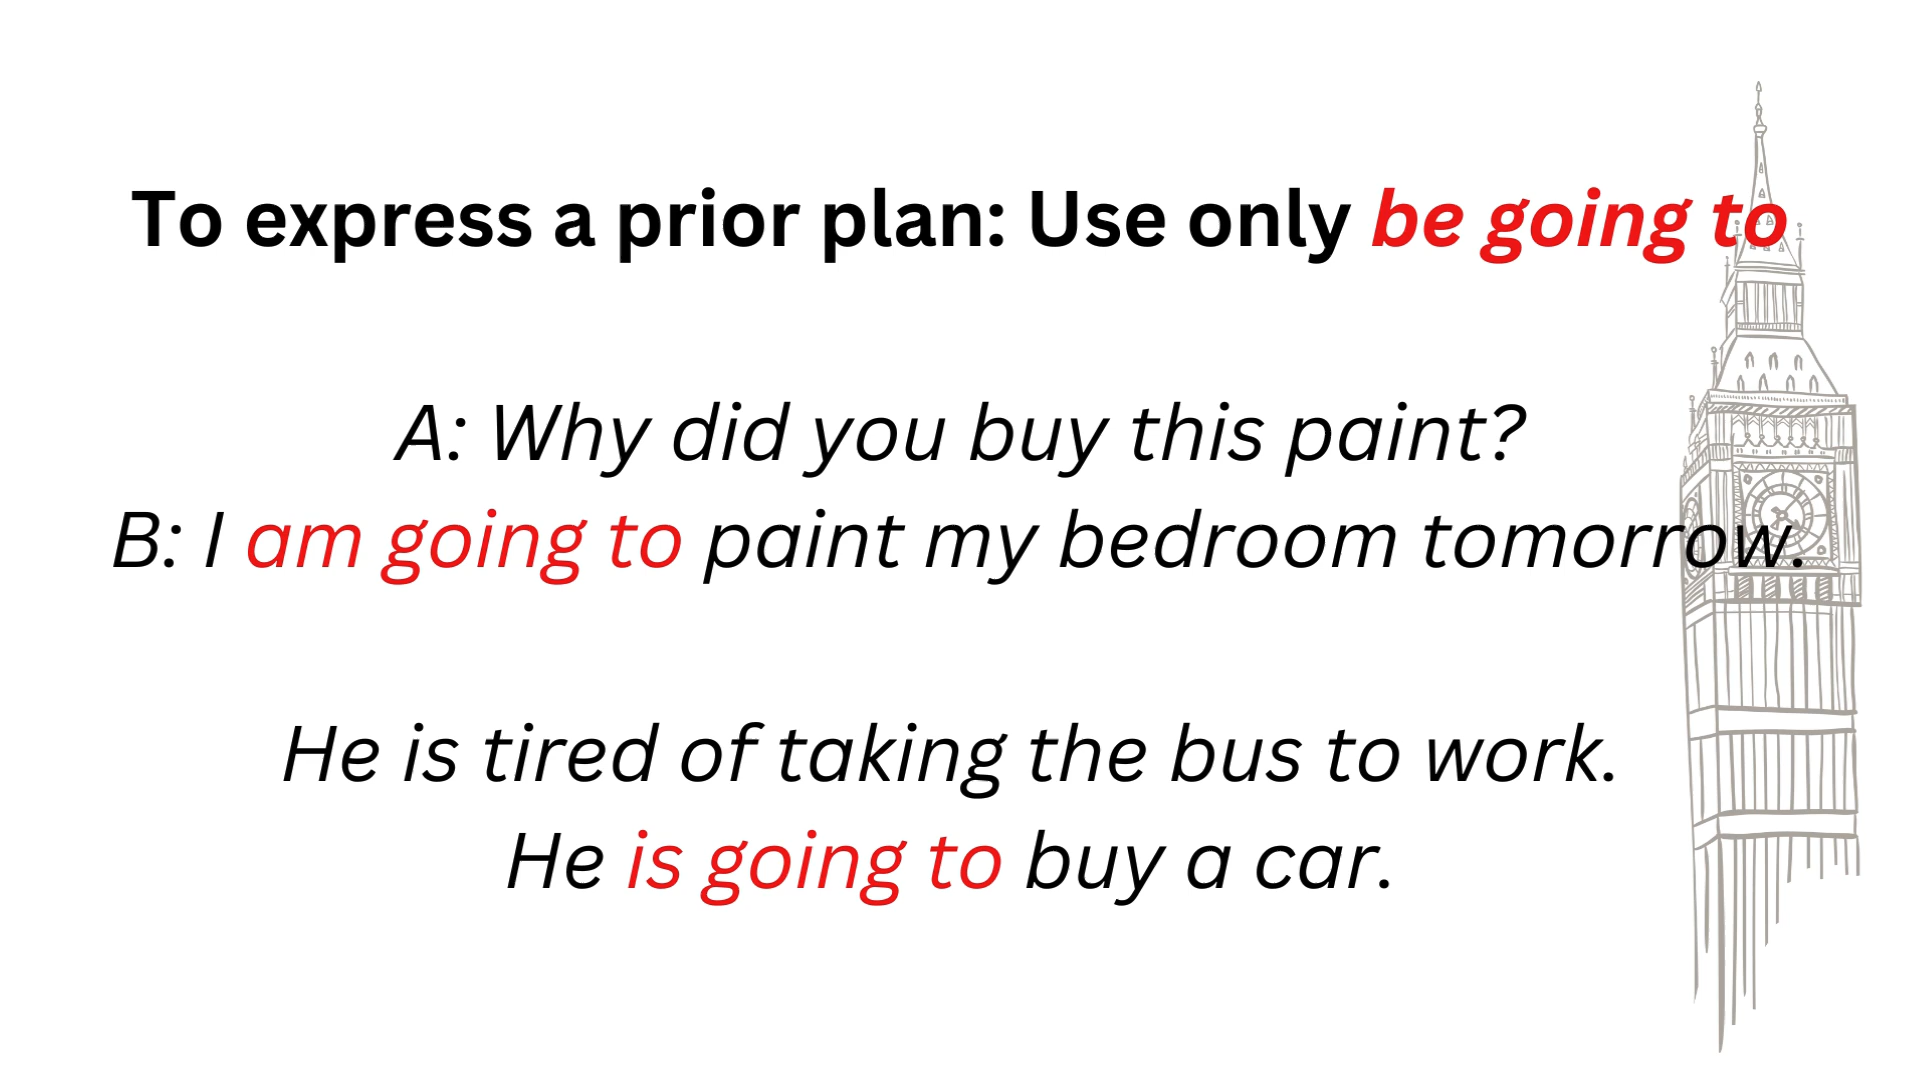 To express a prior plan: Use only be going to
A: Why did you buy this paint?
B: I am going to paint my bedroom tomorrow.
He is tired of taking the bus to work.
He is going to buy a car.